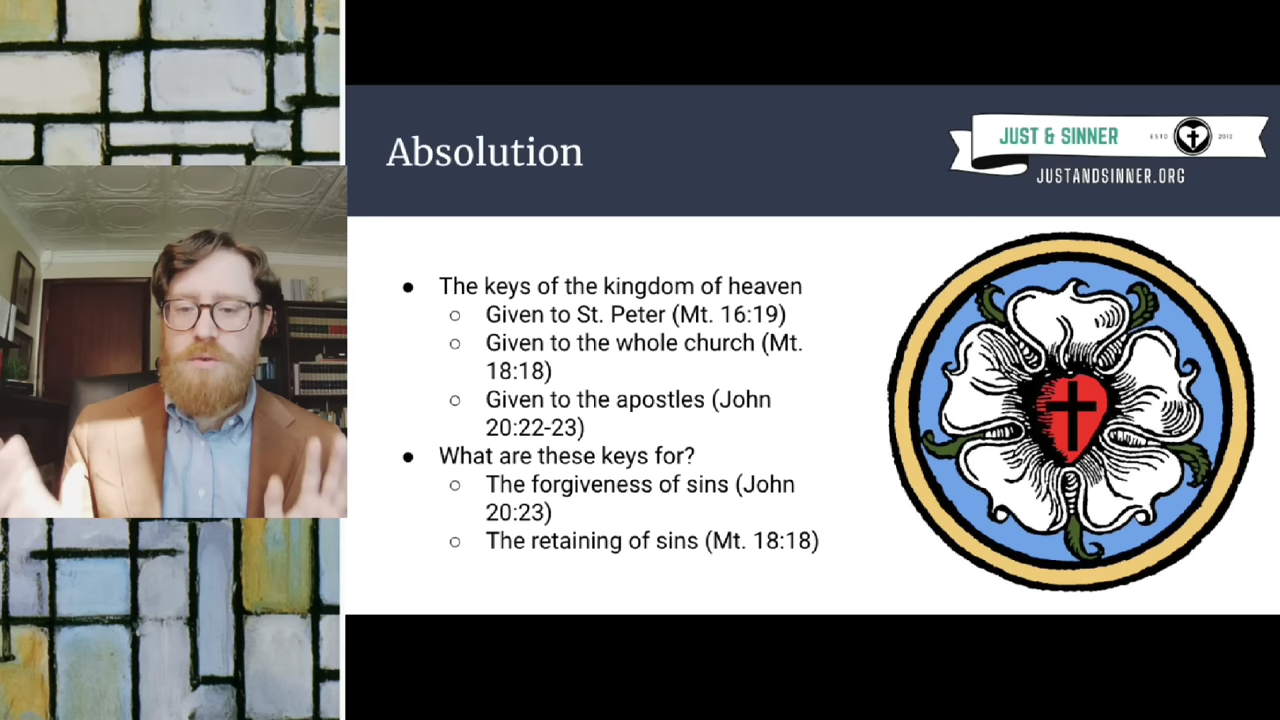 Absolution
JUST & SINNER
ESTD 2012
JUSTANDSINNER.ORG
● The keys of the kingdom of heaven
○ Given to St. Peter (Mt. 16:19)
○ Given to the whole church (Mt.
18:18)
○ Given to the apostles (John
20:22-23)
● What are these keys for?
○ The forgiveness of sins (John
20:23)
○ The retaining of sins (Mt. 18:18)